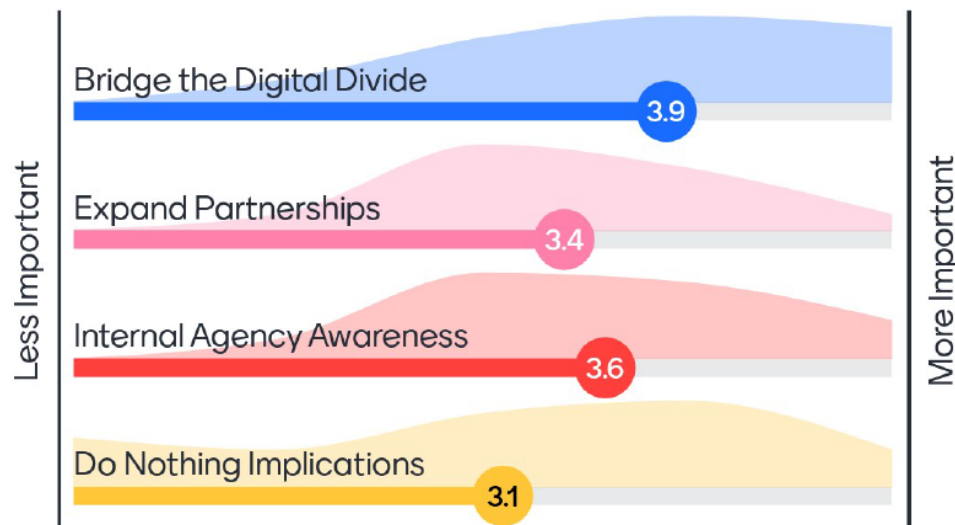 Less Important
Bridge the Digital Divide
3.9
Expand Partnerships
3.4
Internal Agency Awareness
3.6
Do Nothing Implications
3.1
More Important